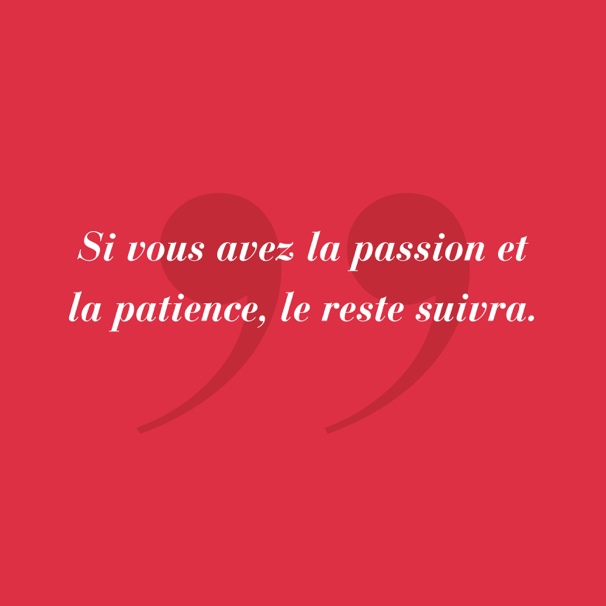 Si vous avez la passion et
la patience, le reste suivra.